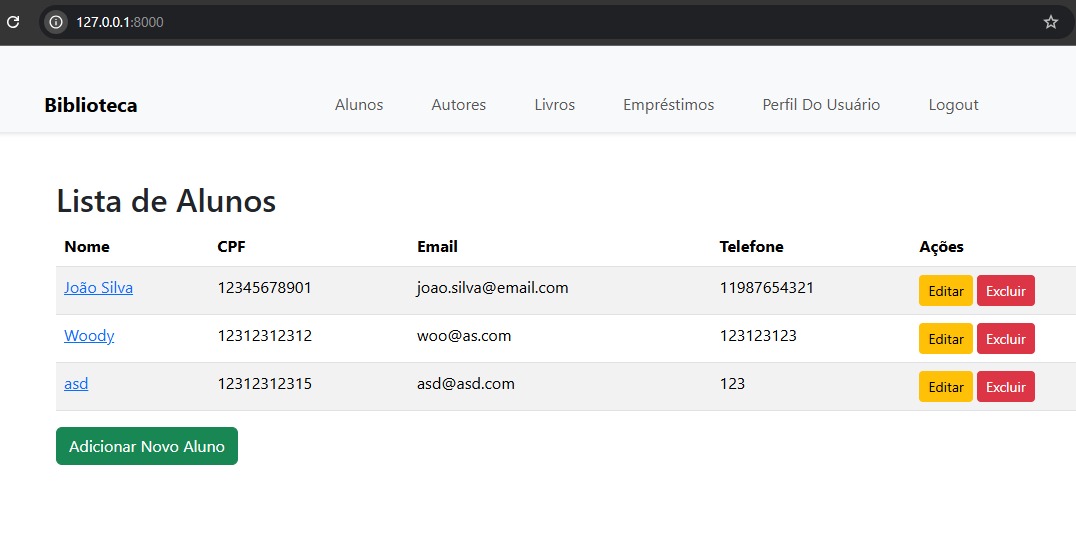 127.0.0.1:8000
Biblioteca Alunos Autores Livros Empréstimos Perfil Do Usuário Logout
Lista de Alunos
Nome CPF Email Telefone Ações
João Silva 12345678901 joao.silva@email.com 11987654321 Editar Excluir
Woody 12312312312 woo@as.com 123123123 Editar Excluir
asd 12312312315 asd@asd.com 123 Editar Excluir
Adicionar Novo Aluno